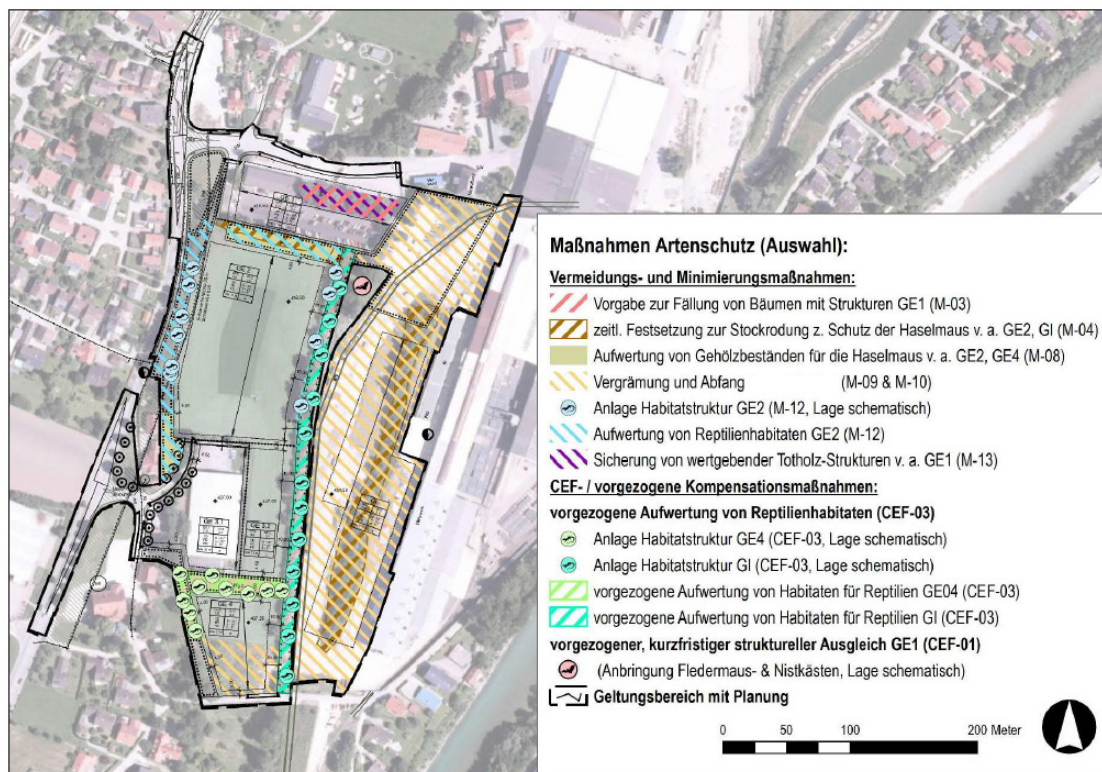 Maßnahmen Artenschutz (Auswahl):
Vermeidungs- und Minimierungsmaßnahmen:
Vorgabe zur Fällung von Bäumen mit Strukturen GE1 (M-03)
zeitl. Festsetzung zur Stockrodung z. Schutz der Haselmaus v. a. GE2, GI (M-04)
Aufwertung von Gehölzbeständen für die Haselmaus v. a. GE2, GE4 (M-08)
Vergrämung und Abfang (M-09 & M-10)
Anlage Habitatstruktur GE2 (M-12, Lage schematisch)
Aufwertung von Reptilienhabitaten GE2 (M-12)
Sicherung von wertgebender Totholz-Strukturen v. a. GE1 (M-13)
CEF- / vorgezogene Kompensationsmaßnahmen:
vorgezogene Aufwertung von Reptilienhabitaten (CEF-03)
Anlage Habitatstruktur GE4 (CEF-03, Lage schematisch)
Anlage Habitatstruktur GI (CEF-03, Lage schematisch)
vorgezogene Aufwertung von Habitaten für Reptilien GE04 (CEF-03)
vorgezogene Aufwertung von Habitaten für Reptilien GI (CEF-03)
vorgezogener, kurzfristiger struktureller Ausgleich GE1 (CEF-01)
(Anbringung Fledermaus- & Nistkästen, Lage schematisch)
Geltungsbereich mit Planung
0 50 100 200 Meter